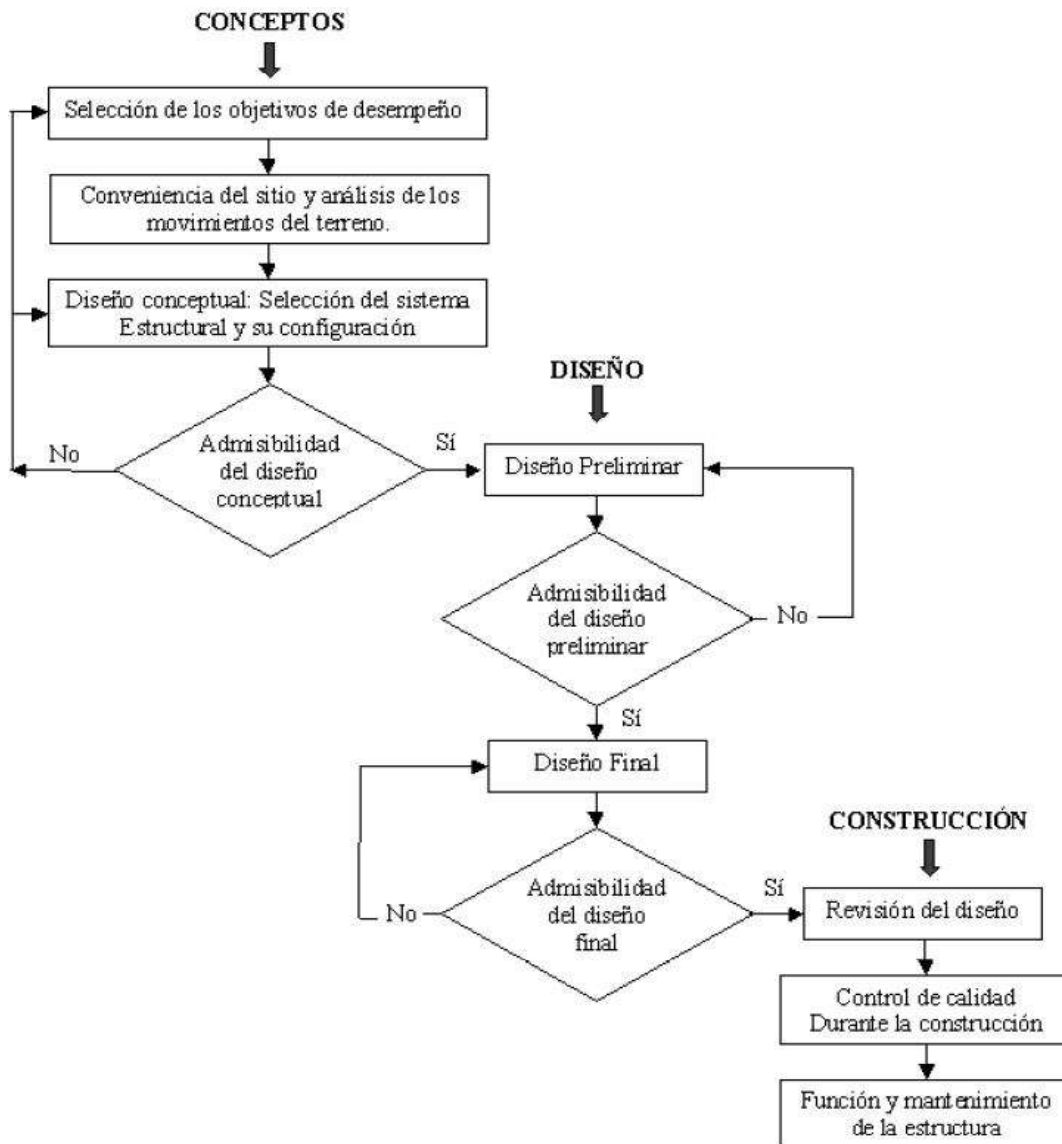 CONCEPTOS
Selección de los objetivos de desempeño
Conveniencia del sitio y análisis de los
movimientos del terreno.
Diseño conceptual: Selección del sistema
Estructural y su configuración
Admisibilidad
del diseño
conceptual
No
Sí
DISEÑO
Diseño Preliminar
Admisibilidad
del diseño
preliminar
No
Sí
Diseño Final
Admisibilidad
del diseño
final
No
Sí
CONSTRUCCIÓN
Revisión del diseño
Control de calidad
Durante la construcción
Función y mantenimiento
de la estructura